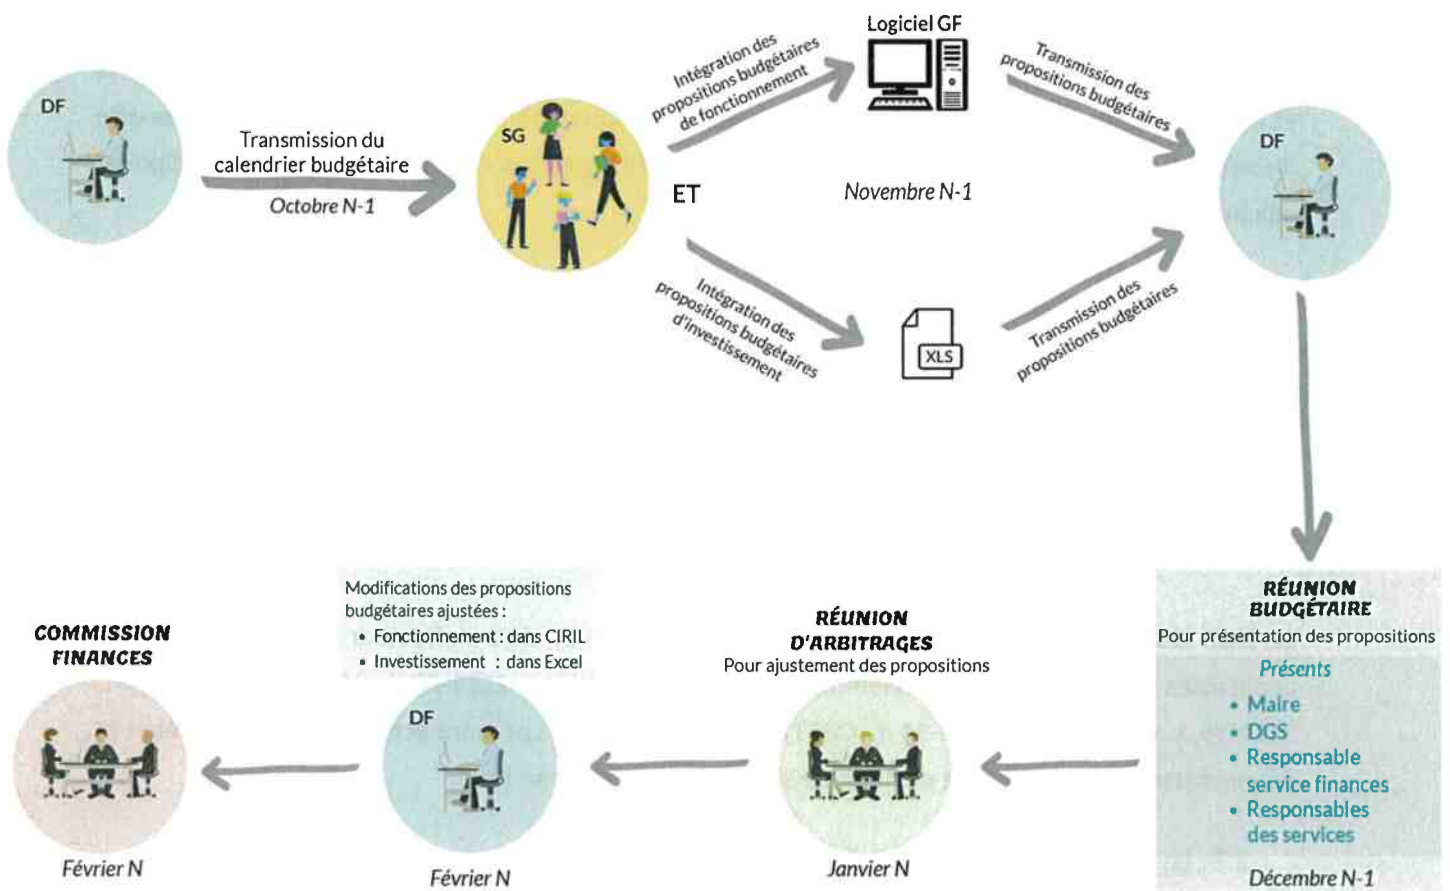 DF
Transmission du
calendrier budgétaire
Octobre N-1
SG
ET
Intégration des
propositions budgétaires
de fonctionnement
Logiciel GF
Transmission des
propositions budgétaires
Novembre N-1
Intégration des
propositions budgétaires
d'investissement
XLS
Transmission des
propositions budgétaires
DF
RÉUNION
BUDGÉTAIRE
Pour présentation des propositions
Présents
• Maire
• DGS
• Responsable
service finances
• Responsables
des services
Décembre N-1
RÉUNION
D'ARBITRAGES
Pour ajustement des propositions
Janvier N
Modifications des propositions
budgétaires ajustées :
• Fonctionnement : dans CIRIL
• Investissement : dans Excel
DF
Février N
COMMISSION
FINANCES
Février N